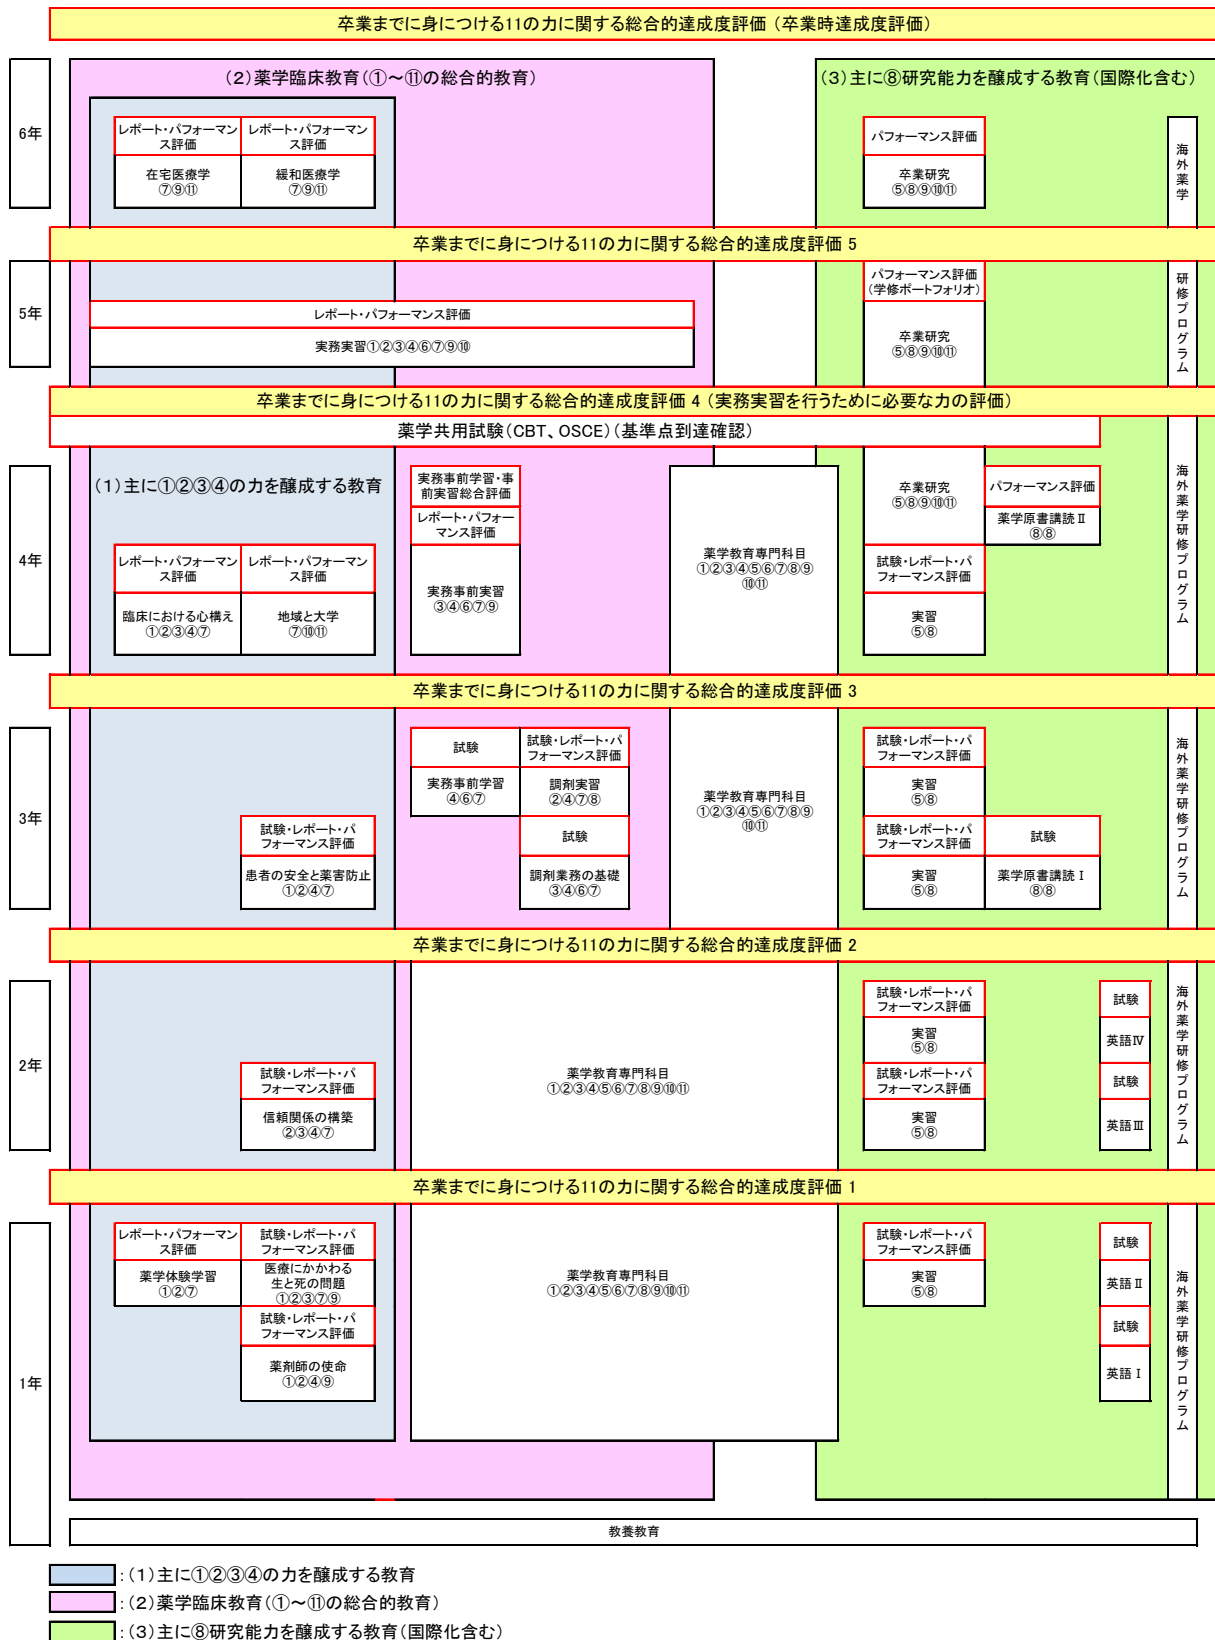 卒業までに身につける11の力に関する総合的達成度評価（卒業時達成度評価）
（2）薬学臨床教育（①～⑪の総合的教育）
（3）主に⑧研究能力を醸成する教育（国際化含む）
6年
レポート・パフォーマン
ス評価
レポート・パフォーマン
ス評価
在宅医療学
⑦⑨⑪
緩和医療学
⑦⑨⑪
パフォーマンス評価
卒業研究
⑤⑧⑨⑩⑪
海外薬学
卒業までに身につける11の力に関する総合的達成度評価 5
5年
レポート・パフォーマンス評価
実務実習①②③④⑥⑦⑨⑩
パフォーマンス評価
（学修ポートフォリオ）
卒業研究
⑤⑧⑨⑩⑪
研修プログラム
卒業までに身につける11の力に関する総合的達成度評価 4（実務実習を行うために必要な力の評価）
薬学共用試験（CBT、OSCE）（基準点到達確認）
4年
（1）主に①②③④の力を醸成する教育
レポート・パフォーマン
ス評価
レポート・パフォーマン
ス評価
臨床における心構え
①②③④⑦
地域と大学
⑦⑩⑪
実務事前学習・事
前実習総合評価
レポート・パフォー
マンス評価
実務事前実習
③④⑥⑦⑨
薬学教育専門科目
①②③④⑤⑥⑦⑧⑨
⑩⑪
卒業研究
⑤⑧⑨⑩⑪
試験・レポート・パ
フォーマンス評価
実習
⑤⑧
パフォーマンス評価
薬学原書講読Ⅱ
⑧⑧
海外薬学研修プログラム
卒業までに身につける11の力に関する総合的達成度評価 3
3年
試験・レポート・パ
フォーマンス評価
患者の安全と薬害防止
①②④⑦
試験
実務事前学習
④⑥⑦
試験・レポート・パ
フォーマンス評価
調剤実習
②④⑦⑧
試験
調剤業務の基礎
③④⑥⑦
薬学教育専門科目
①②③④⑤⑥⑦⑧⑨
⑩⑪
試験・レポート・パ
フォーマンス評価
実習
⑤⑧
試験・レポート・パ
フォーマンス評価
実習
⑤⑧
試験
薬学原書講読Ⅰ
⑧⑧
海外薬学研修プログラム
卒業までに身につける11の力に関する総合的達成度評価 2
2年
試験・レポート・パ
フォーマンス評価
信頼関係の構築
②③④⑦
薬学教育専門科目
①②③④⑤⑥⑦⑧⑨⑩⑪
試験・レポート・パ
フォーマンス評価
実習
⑤⑧
試験・レポート・パ
フォーマンス評価
実習
⑤⑧
試験
英語Ⅳ
試験
英語Ⅲ
海外薬学研修プログラム
卒業までに身につける11の力に関する総合的達成度評価 1
1年
レポート・パフォーマン
ス評価
薬学体験学習
①②⑦
試験・レポート・パ
フォーマンス評価
医療にかかわる
生と死の問題
①②③⑦⑨
試験・レポート・パ
フォーマンス評価
薬剤師の使命
①②④⑨
薬学教育専門科目
①②③④⑤⑥⑦⑧⑨⑩⑪
試験・レポート・パ
フォーマンス評価
実習
⑤⑧
試験
英語Ⅱ
試験
英語Ⅰ
海外薬学研修プログラム
教養教育
：（1）主に①②③④の力を醸成する教育
：（2）薬学臨床教育（①～⑪の総合的教育）
：（3）主に⑧研究能力を醸成する教育（国際化含む）